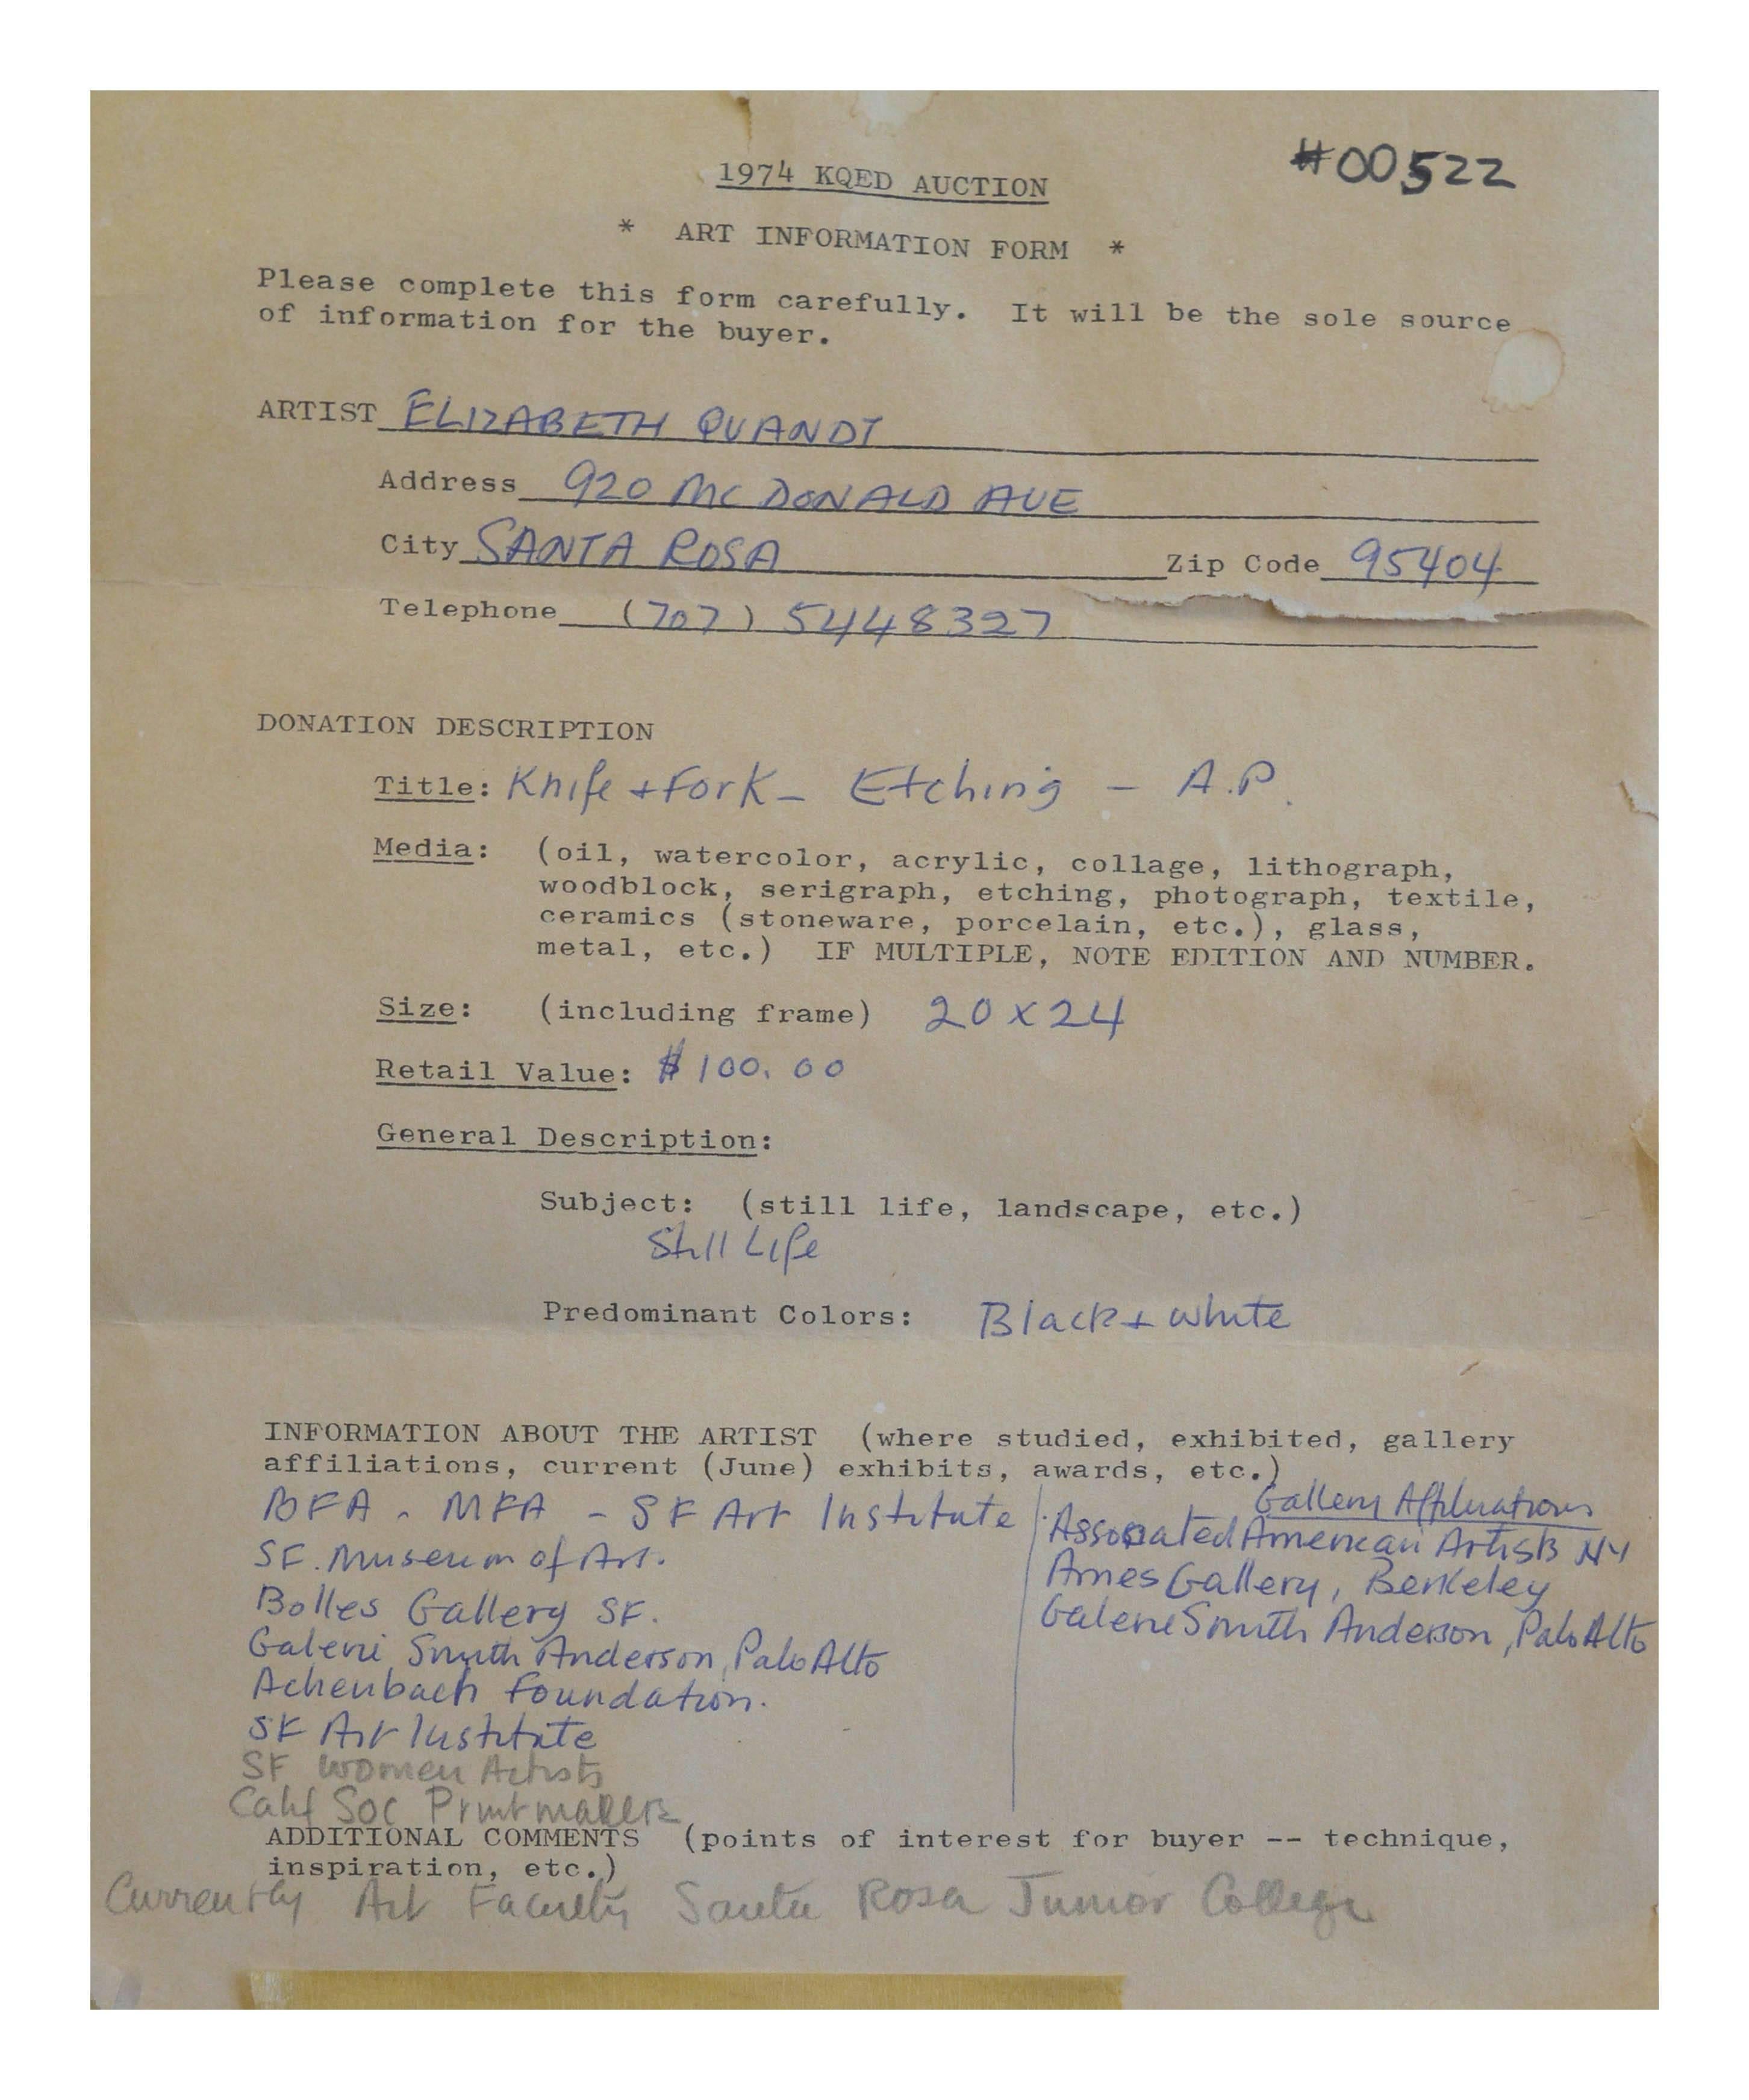 #00522
1974 KQED AUCTION
* ART INFORMATION FORM *
Please complete this form carefully. It will be the sole source
of information for the buyer.
ARTIST ELIZABETH QUANDT
Address 920 MC DONALD AVE
City SANTA ROSA Zip Code 95404
Telephone (707) 5448327
DONATION DESCRIPTION
Title: Knife + Fork - Etching - A.P.
Media: (oil, watercolor, acrylic, collage, lithograph,
woodblock, serigraph, etching, photograph, textile,
ceramics (stoneware, porcelain, etc.), glass,
metal, etc.) IF MULTIPLE, NOTE EDITION AND NUMBER.
Size: (including frame) 20 x 24
Retail Value: $100.00
General Description:
Subject: (still life, landscape, etc.)
Still Life
Predominant Colors: Black + white
INFORMATION ABOUT THE ARTIST (where studied, exhibited, gallery
affiliations, current (June) exhibits, awards, etc.)
BFA - MFA - SF Art Institute
SF. Museum of Art.
Bolles Gallery SF.
Galerie Smith Anderson, Palo Alto
Achenbach Foundation.
SF Art Institute
SF Women Artists
Calif Soc Printmakers
Gallery Affiliations
Associated American Artists NY
Ames Gallery, Berkeley
Galerie Smith Anderson, Palo Alto
ADDITIONAL COMMENTS (points of interest for buyer -- technique,
inspiration, etc.)
Currently Art Faculty Santa Rosa Junior College